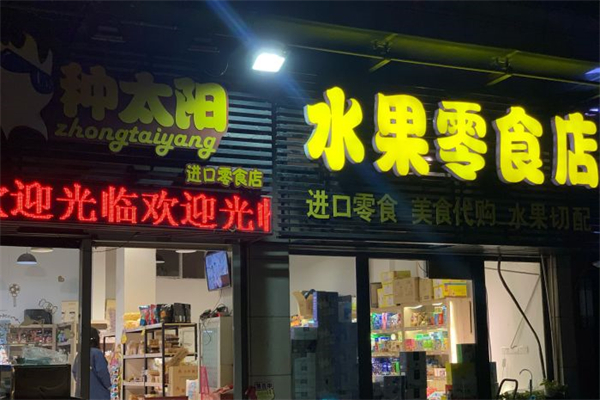 种太阳
zhongtaiyang
进口零食店
欢迎光临欢迎光临
水果零食店
进口零食 美食代购 水果切配